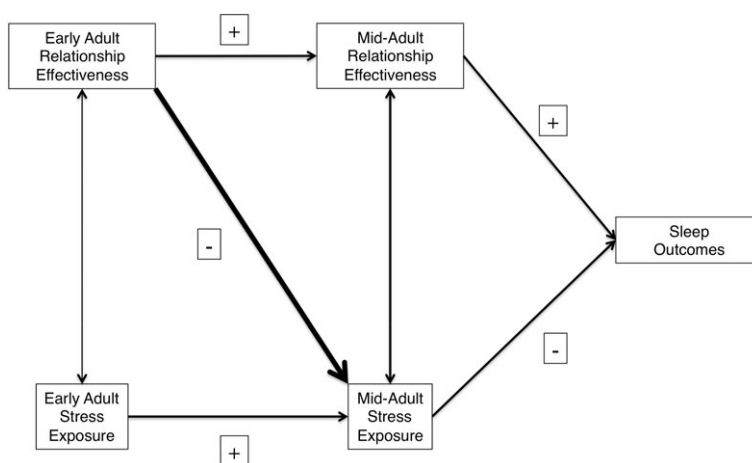 Early Adult
Relationship
Effectiveness
+
Mid-Adult
Relationship
Effectiveness
+
-
Sleep
Outcomes
-
Early Adult
Stress
Exposure
+
Mid-Adult
Stress
Exposure